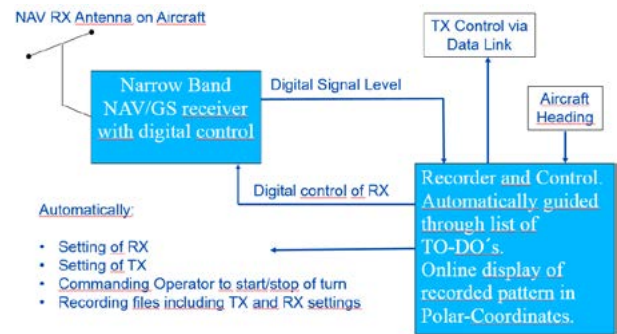 NAV RX Antenna on Aircraft
TX Control via
Data Link
Narrow Band
NAV/GS receiver
with digital control
Digital Signal Level
Aircraft
Heading
Digital control of RX
Recorder and Control.
Automatically guided
through list of
TO-DO´s.
Online display of
recorded pattern in
Polar-Coordinates.
Automatically:
• Setting of RX
• Setting of TX
• Commanding Operator to start/stop of turn
• Recording files including TX and RX settings